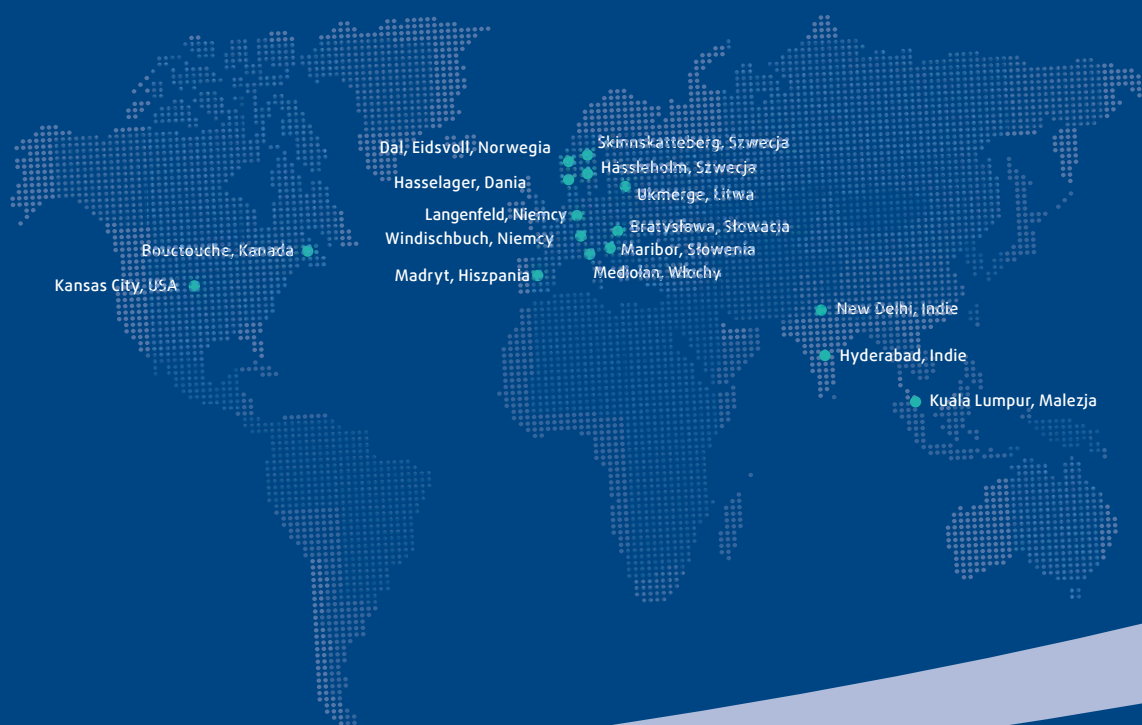 Skinnskatteberg, Szwecja
Dal, Eidsvoll, Norwegia
Hässleholm, Szwecja
Hasselager, Dania
Ukmerge, Litwa
Langenfeld, Niemcy
Bratysława, Słowacja
Windischbuch, Niemcy
Maribor, Słowenia
Bouctouche, Kanada
Mediolan, Włochy
Madryt, Hiszpania
Kansas City, USA
New Delhi, Indie
Hyderabad, Indie
Kuala Lumpur, Malezja